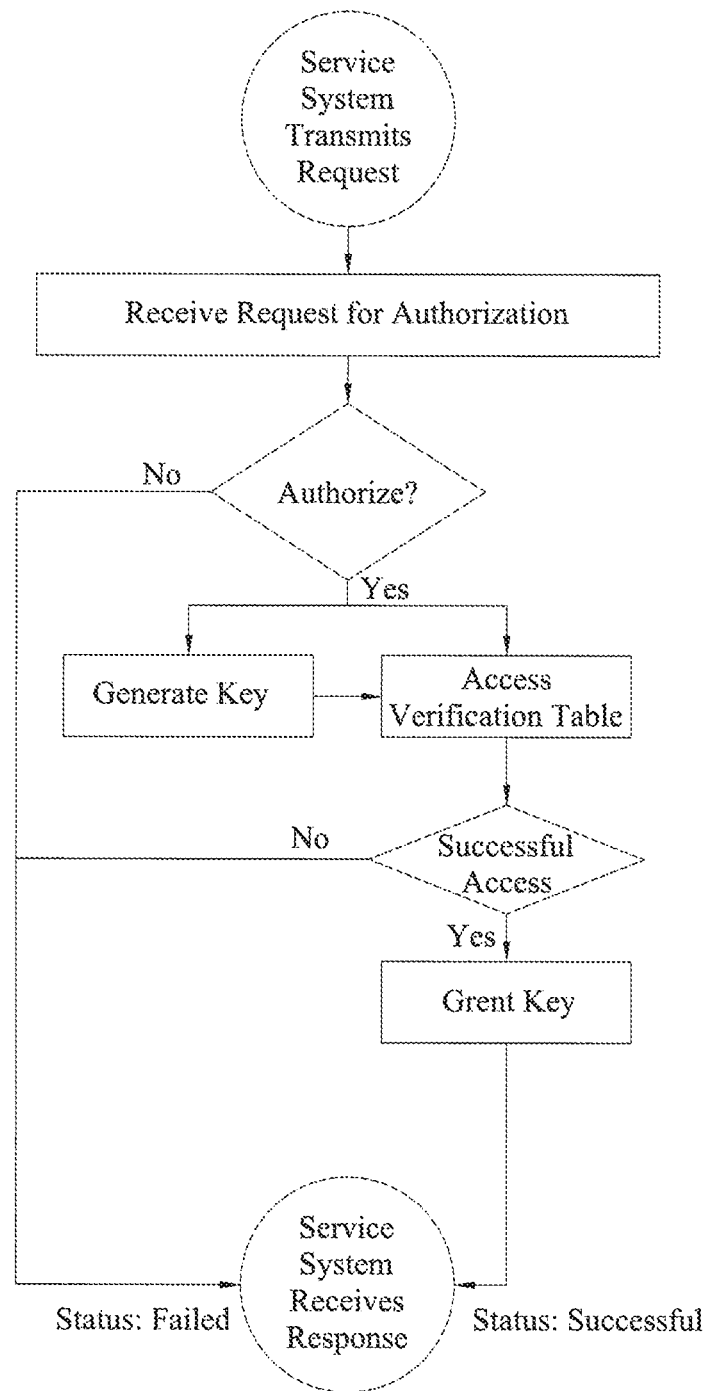 Service
System
Transmits
Request
Receive Request for Authorization
No
Authorize?
Yes
Generate Key
Access
Verification Table
No
Successful
Access
Yes
Grent Key
Service
System
Receives
Response
Status: Failed
Status: Successful